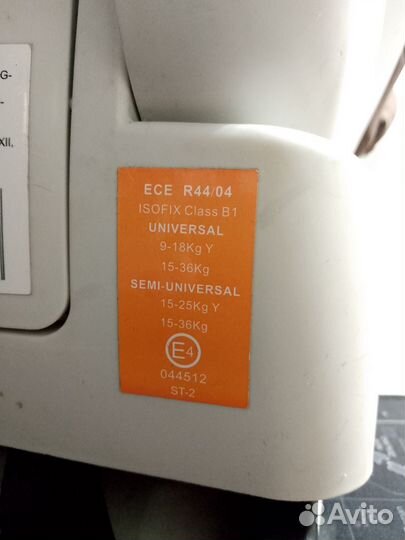 G-
XII,
ECE R44/04
ISOFIX Class B1
UNIVERSAL
9-18Kg Y
15-36Kg
SEMI-UNIVERSAL
15-25Kg Y
15-36Kg
E4
044512
ST-2
Avito